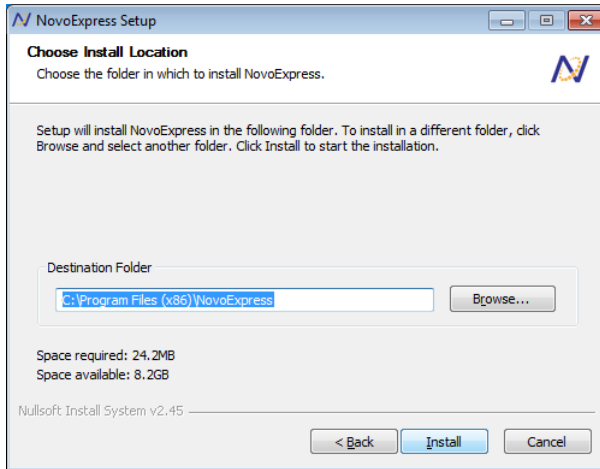 NovoExpress Setup
Choose Install Location
Choose the folder in which to install NovoExpress.
Setup will install NovoExpress in the following folder. To install in a different folder, click
Browse and select another folder. Click Install to start the installation.
Destination Folder
C:\Program Files (x86)\NovoExpress
Browse...
Space required: 24.2MB
Space available: 8.2GB
Nullsoft Install System v2.45
< Back Install Cancel